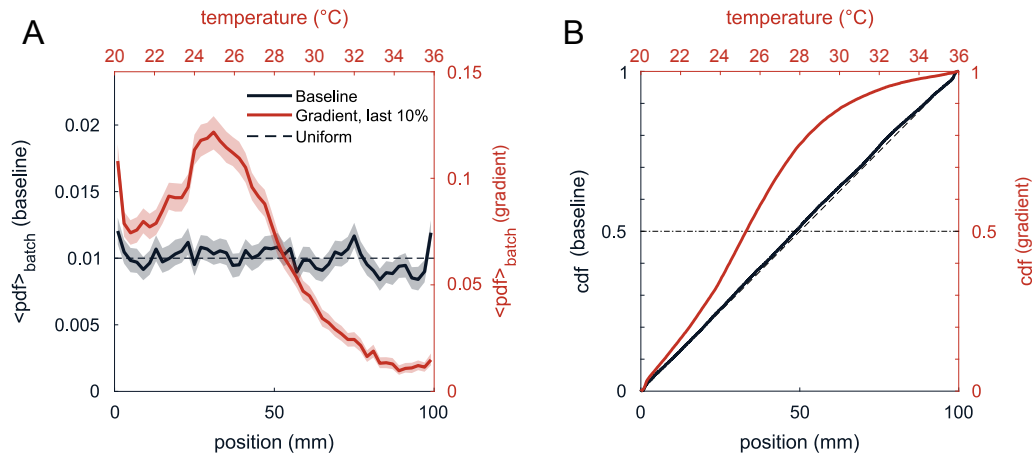 A
temperature (°C)
20 22 24 26 28 30 32 34 36
0.15
0.1
0.05
0
<pdf>batch (gradient)
Baseline
Gradient, last 10%
Uniform
0.02
0.015
0.01
0.005
0
<pdf>batch (baseline)
0 50 100
position (mm)
B
temperature (°C)
20 22 24 26 28 30 32 34 36
1
0.5
0
cdf (baseline)
1
0.5
0
cdf (gradient)
0 50 100
position (mm)